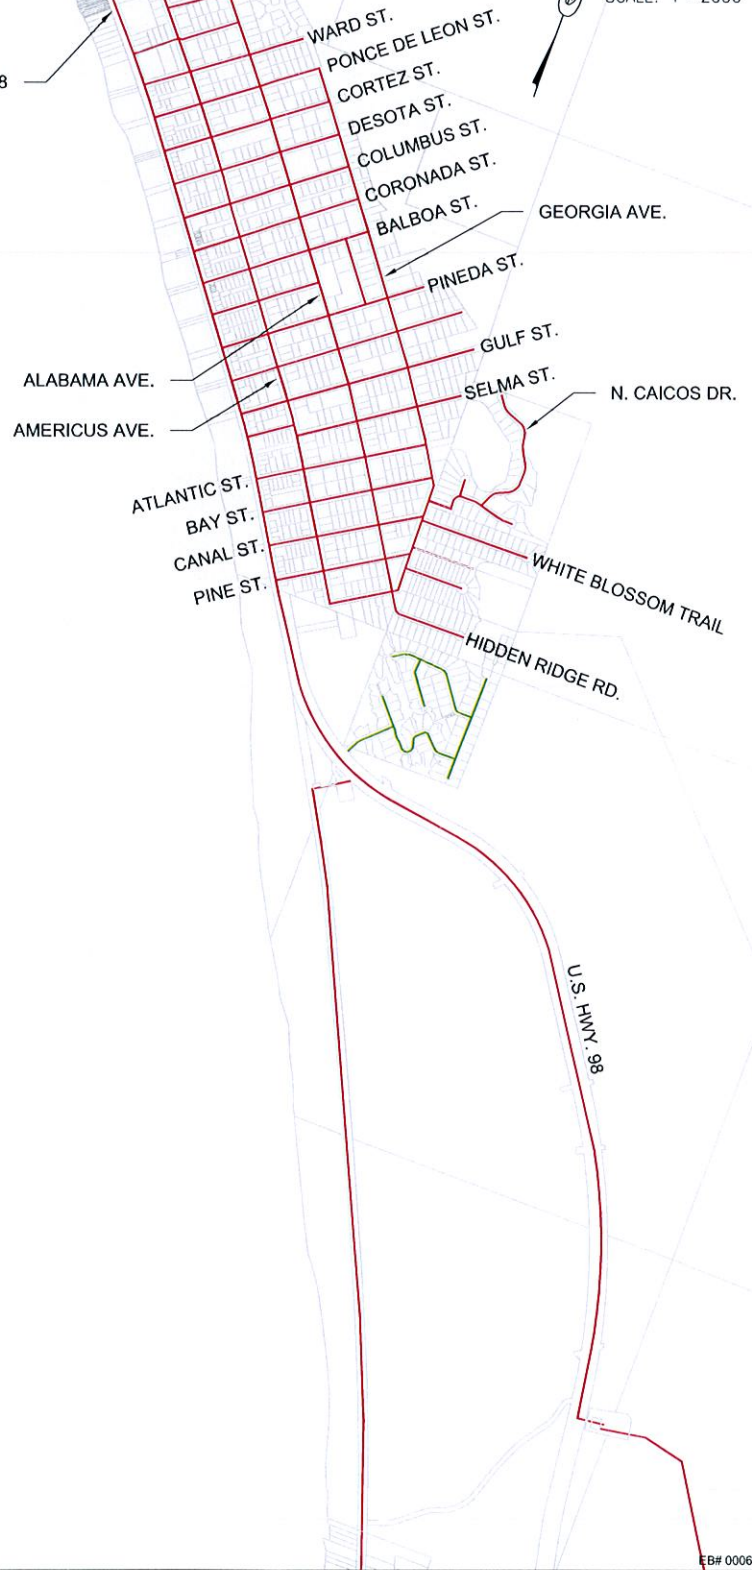 WARD ST.
PONCE DE LEON ST.
CORTEZ ST.
DESOTA ST.
COLUMBUS ST.
CORONADA ST.
BALBOA ST.
GEORGIA AVE.
PINEDA ST.
GULF ST.
ALABAMA AVE.
SELMA ST.
N. CAICOS DR.
AMERICUS AVE.
ATLANTIC ST.
BAY ST.
CANAL ST.
WHITE BLOSSOM TRAIL
PINE ST.
HIDDEN RIDGE RD.
U.S. HWY. 98
EB# 0006